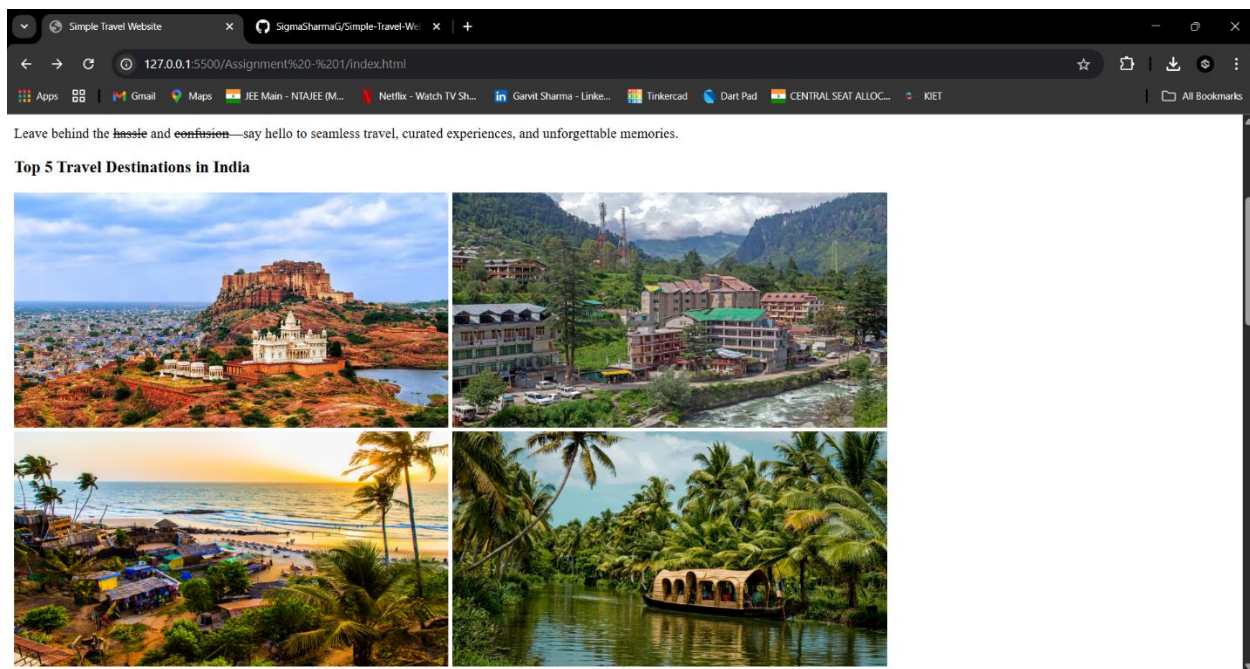 Simple Travel Website
SigmaSharmaG/Simple-Travel-We
127.0.0.1:5500/Assignment%20-%201/index.html
Apps Gmail Maps JEE Main - NTAJEE (M... Netflix - Watch TV Sh... Garvit Sharma - Linke... Tinkercad Dart Pad CENTRAL SEAT ALLOC... KIET All Bookmarks
Leave behind the hassle and confusion—say hello to seamless travel, curated experiences, and unforgettable memories.
Top 5 Travel Destinations in India